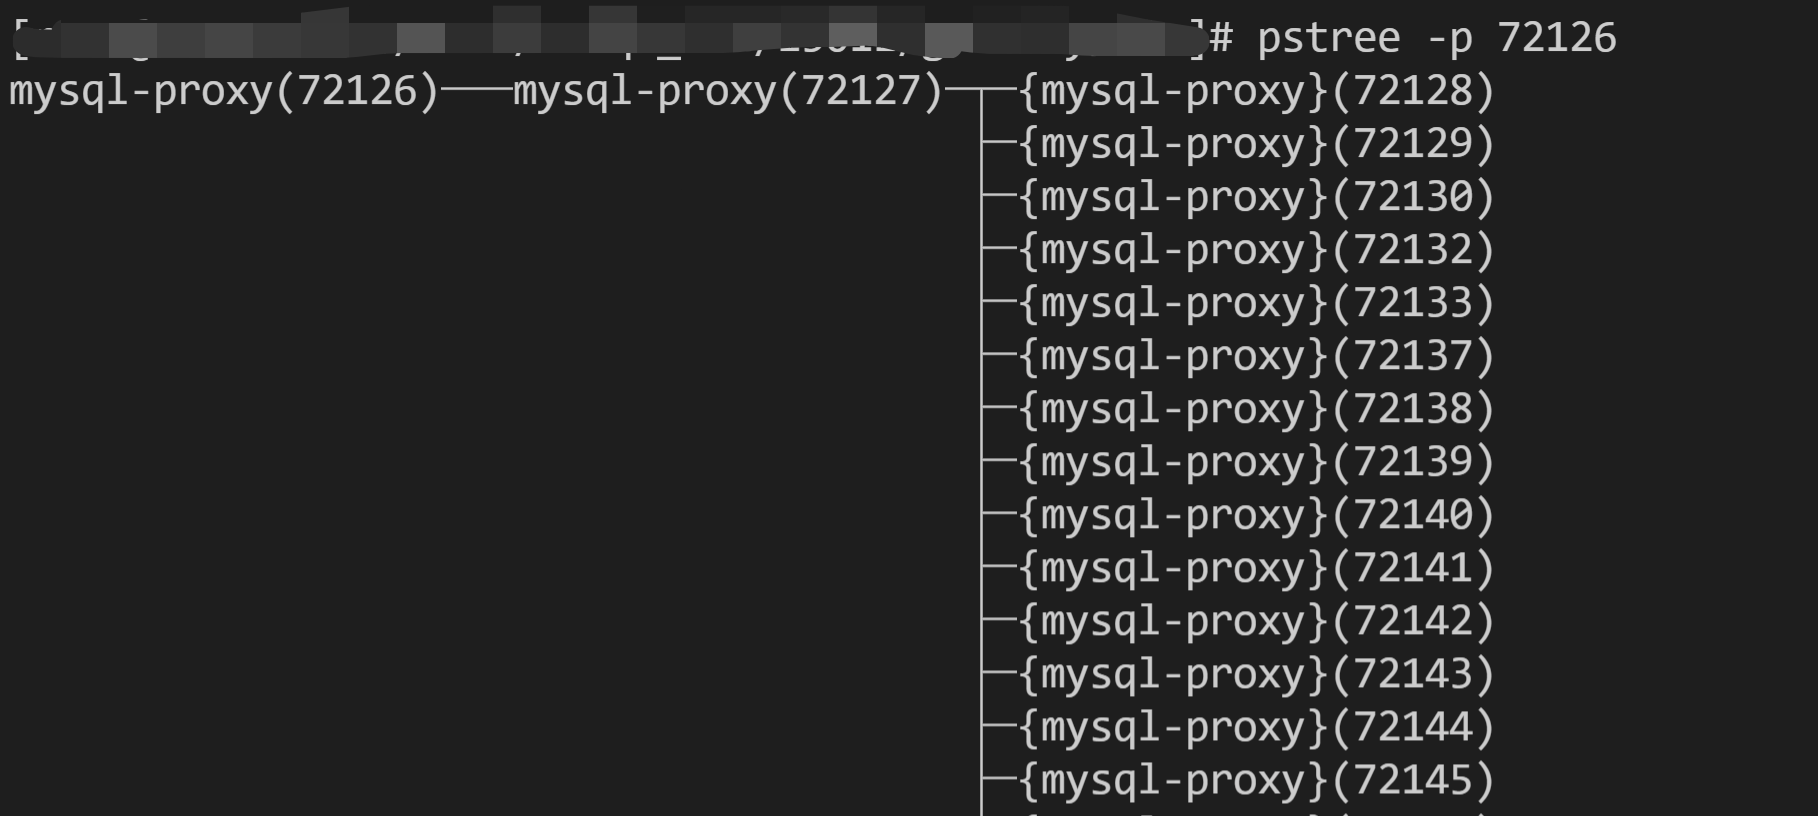 ]# pstree -p 72126
mysql-proxy(72126)───mysql-proxy(72127)─┬─{mysql-proxy}(72128)
├─{mysql-proxy}(72129)
├─{mysql-proxy}(72130)
├─{mysql-proxy}(72132)
├─{mysql-proxy}(72133)
├─{mysql-proxy}(72137)
├─{mysql-proxy}(72138)
├─{mysql-proxy}(72139)
├─{mysql-proxy}(72140)
├─{mysql-proxy}(72141)
├─{mysql-proxy}(72142)
├─{mysql-proxy}(72143)
├─{mysql-proxy}(72144)
├─{mysql-proxy}(72145)